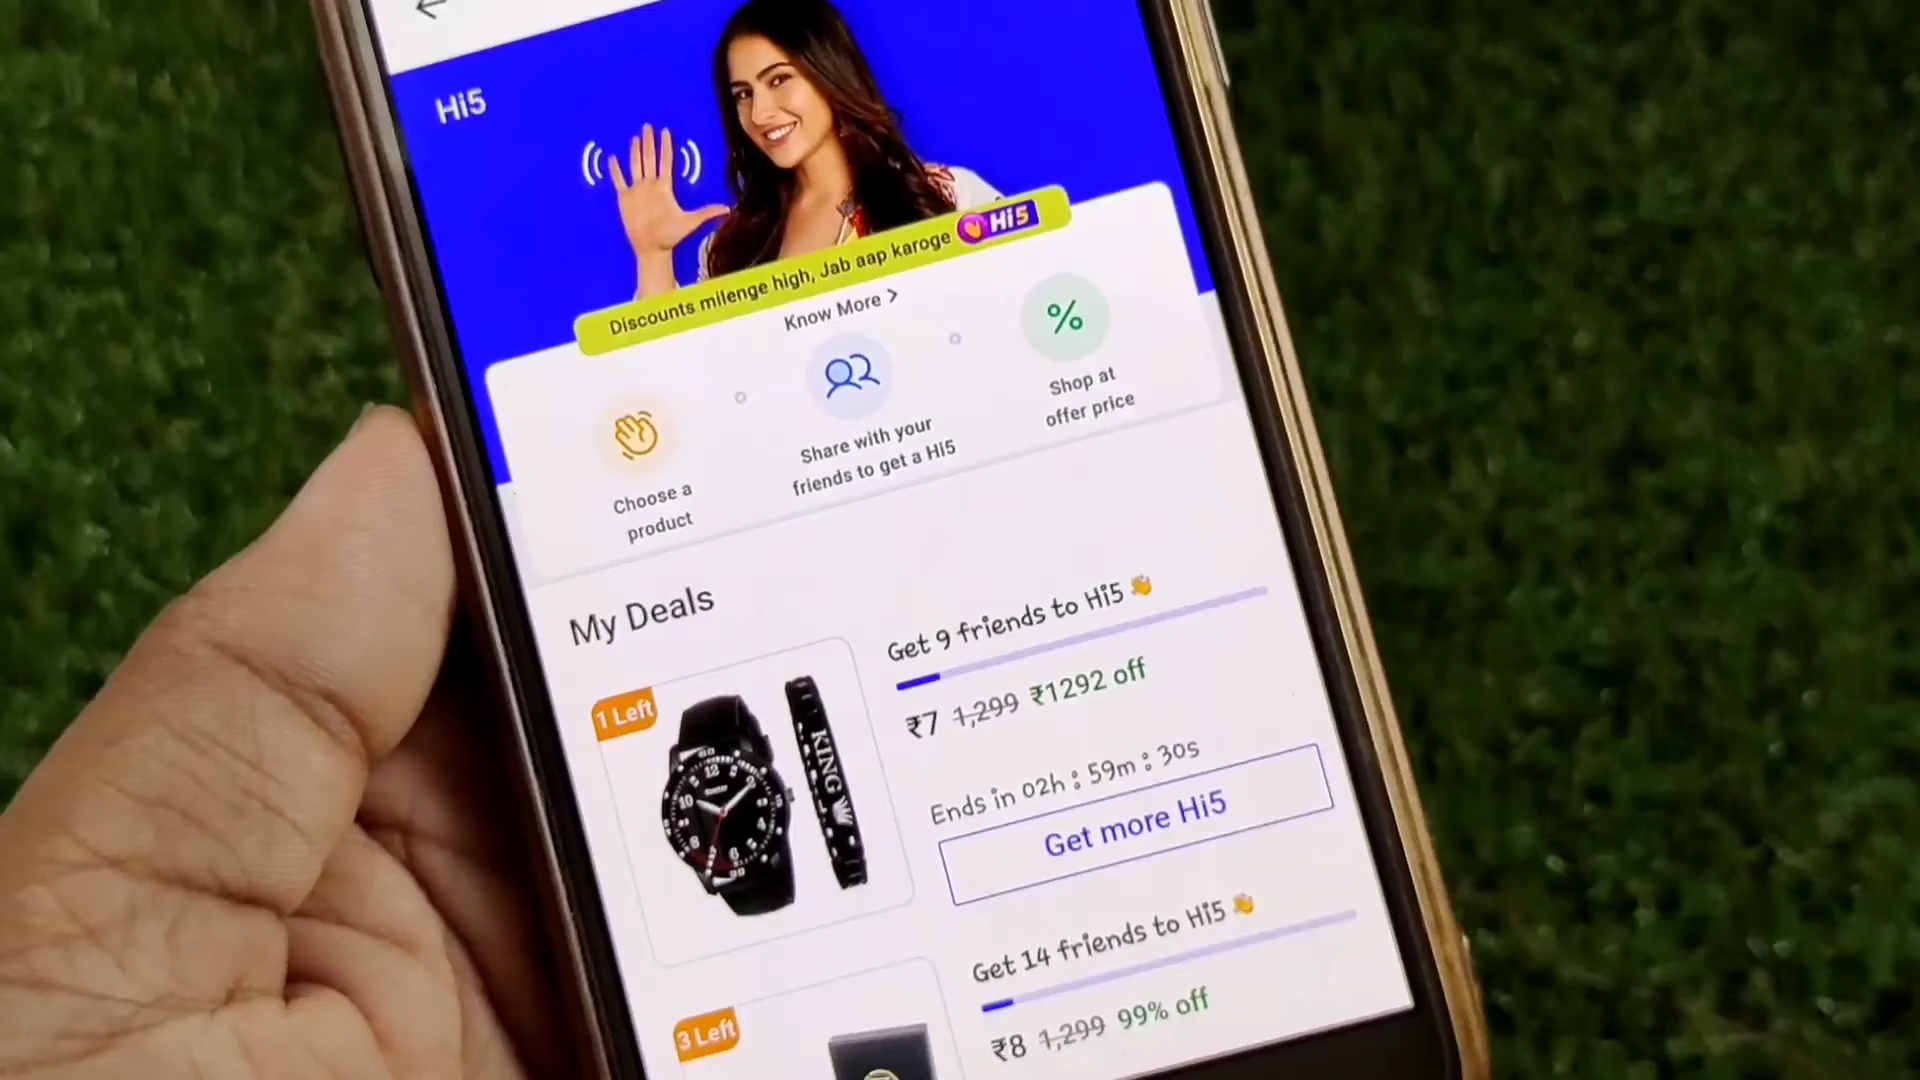 Hi5
Discounts milenge high, Jab aap karoge Hi5
Know More >
Choose a
product
Share with your
friends to get a Hi5
Shop at
offer price
My Deals
1 Left
KING
Get 9 friends to Hi5 👋
₹7 1,299 ₹1292 off
Ends in 02h : 59m : 30s
Get more Hi5
3 Left
Get 14 friends to Hi5 👋
₹8 1,299 99% off